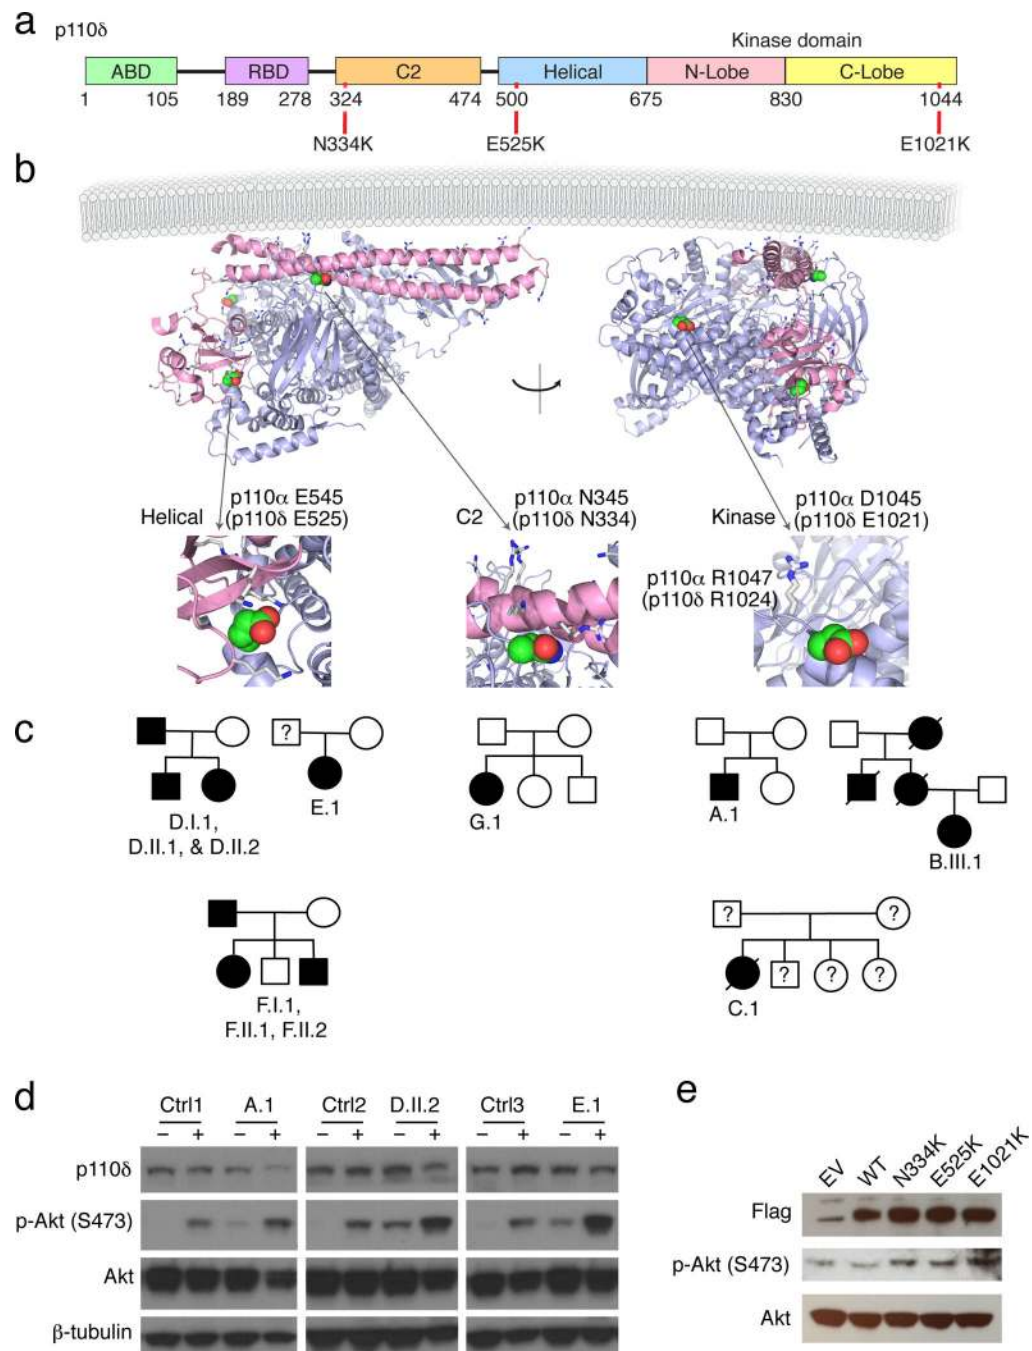 a
p110δ
Kinase domain
ABD RBD C2 Helical N-Lobe C-Lobe
1 105 189 278 324 474 500 675 830 1044
N334K E525K E1021K
b
p110α E545
Helical (p110δ E525)
p110α N345
C2 (p110δ N334)
p110α D1045
Kinase (p110δ E1021)
p110α R1047
(p110δ R1024)
c
?
D.I.1,
D.II.1, & D.II.2
E.1
G.1
A.1
B.III.1
F.I.1,
F.II.1, F.II.2
? ?
? ? ?
C.1
d
Ctrl1 A.1 Ctrl2 D.II.2 Ctrl3 E.1
– + – + – + – + – + – +
p110δ
p-Akt (S473)
Akt
β-tubulin
e
EV WT N334K E525K E1021K
Flag
p-Akt (S473)
Akt